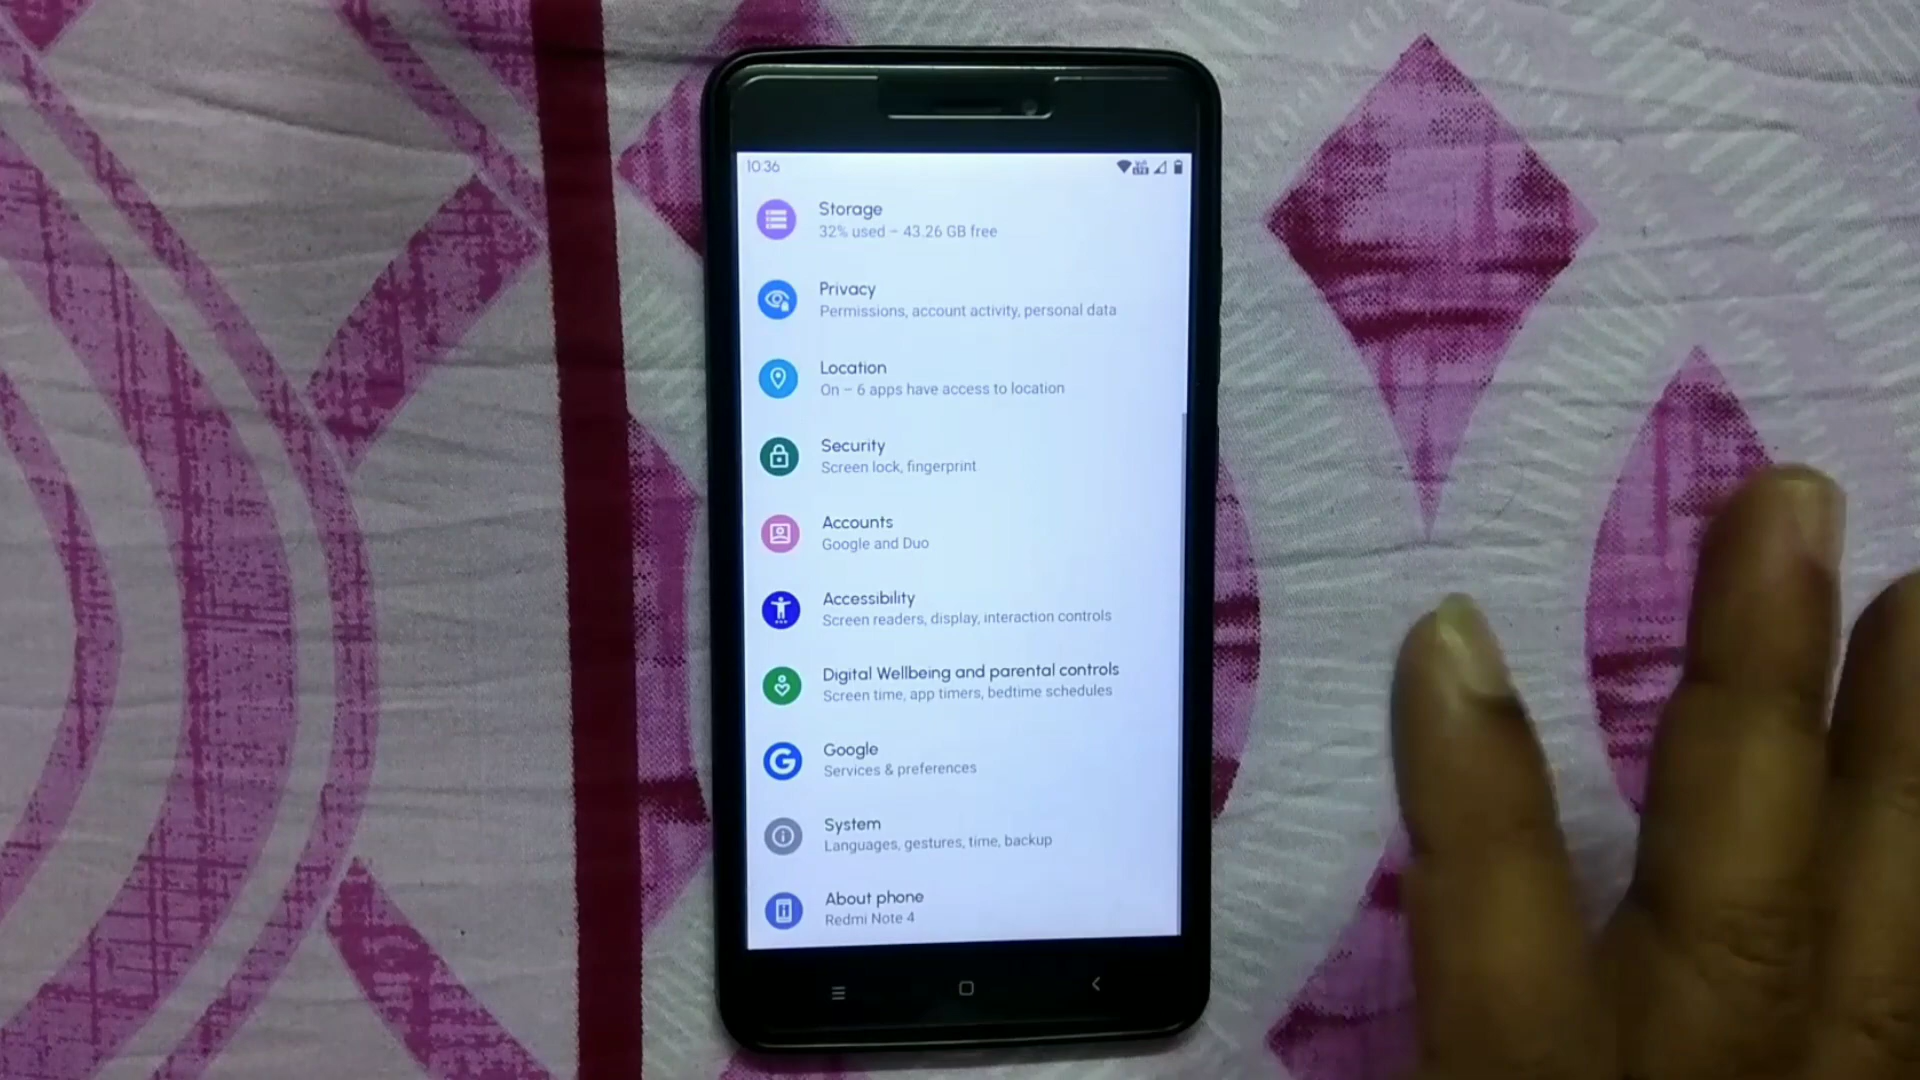 10:36
Storage
32% used – 43.26 GB free
Privacy
Permissions, account activity, personal data
Location
On – 6 apps have access to location
Security
Screen lock, fingerprint
Accounts
Google and Duo
Accessibility
Screen readers, display, interaction controls
Digital Wellbeing and parental controls
Screen time, app timers, bedtime schedules
Google
Services & preferences
System
Languages, gestures, time, backup
About phone
Redmi Note 4